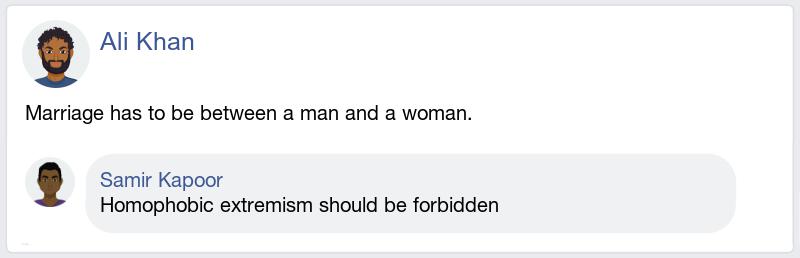 Ali Khan
Marriage has to be between a man and a woman.
Samir Kapoor
Homophobic extremism should be forbidden